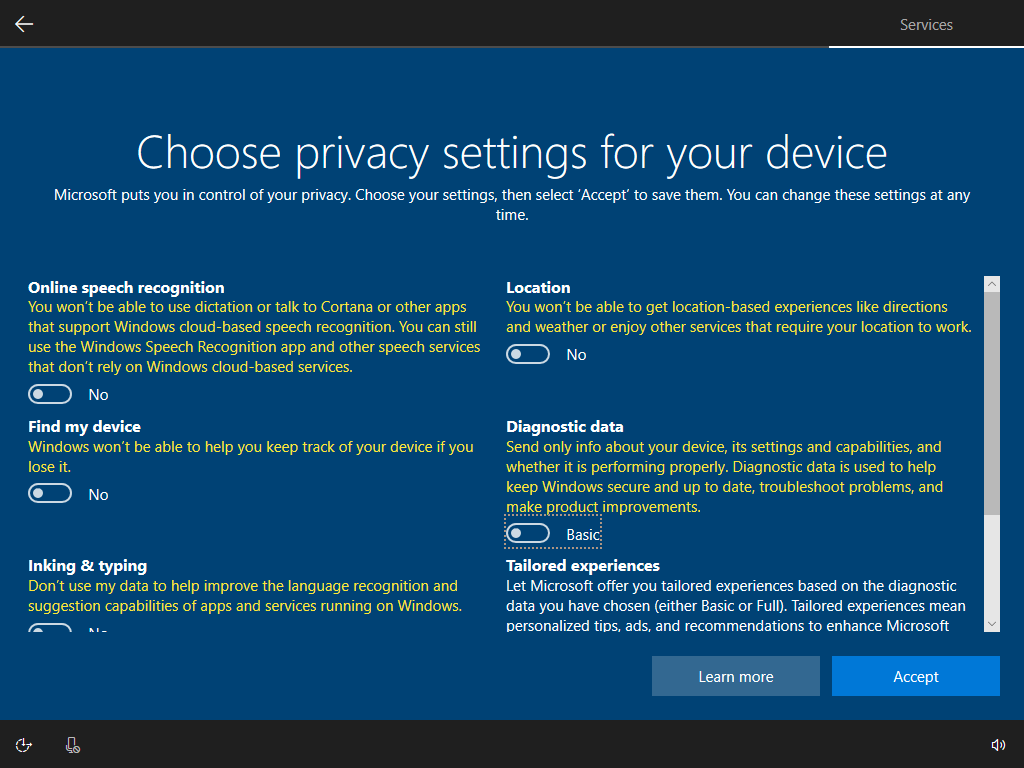 Services
Choose privacy settings for your device
Microsoft puts you in control of your privacy. Choose your settings, then select ‘Accept’ to save them. You can change these settings at any
time.
Online speech recognition
You won’t be able to use dictation or talk to Cortana or other apps
that support Windows cloud-based speech recognition. You can still
use the Windows Speech Recognition app and other speech services
that don’t rely on Windows cloud-based services.
No
Location
You won’t be able to get location-based experiences like directions
and weather or enjoy other services that require your location to work.
No
Find my device
Windows won’t be able to help you keep track of your device if you
lose it.
No
Diagnostic data
Send only info about your device, its settings and capabilities, and
whether it is performing properly. Diagnostic data is used to help
keep Windows secure and up to date, troubleshoot problems, and
make product improvements.
Basic
Inking & typing
Don’t use my data to help improve the language recognition and
suggestion capabilities of apps and services running on Windows.
No
Tailored experiences
Let Microsoft offer you tailored experiences based on the diagnostic
data you have chosen (either Basic or Full). Tailored experiences mean
personalized tips, ads, and recommendations to enhance Microsoft
Learn more
Accept